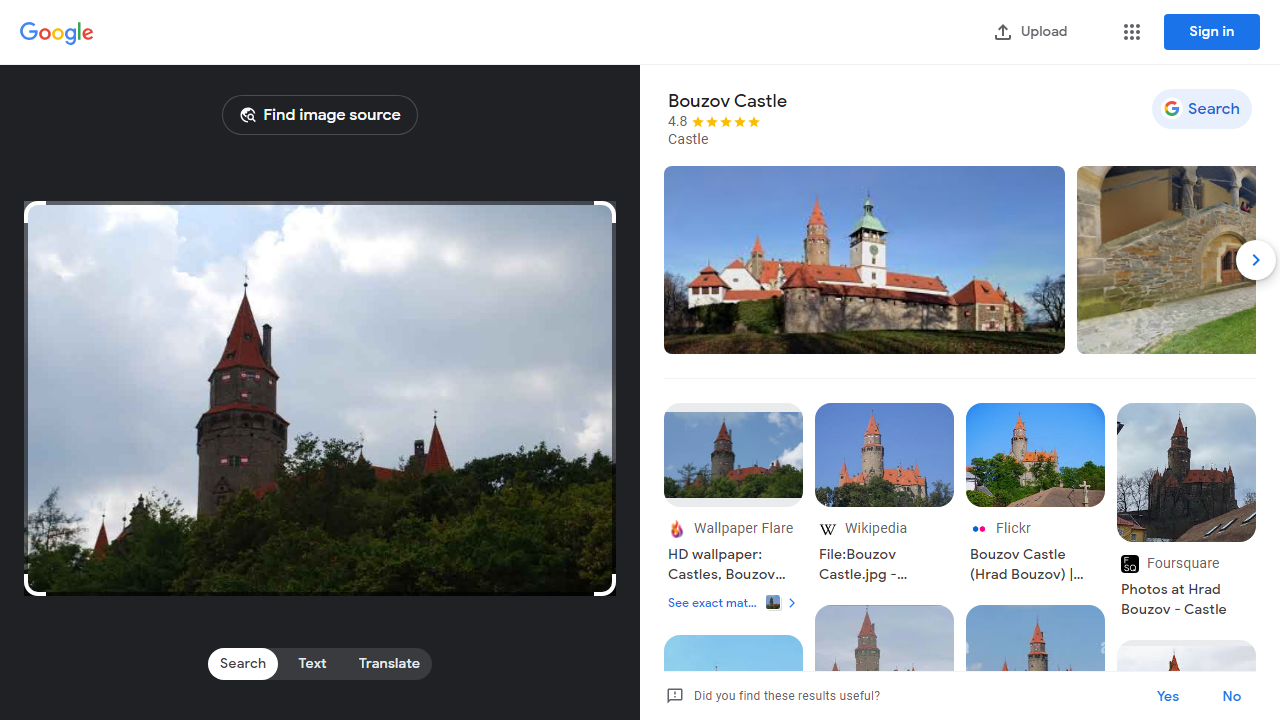 Google
Upload
Sign in
Find image source
Bouzov Castle
4.8
Castle
Search
Wallpaper Flare
HD wallpaper:
Castles, Bouzov...
See exact mat...
Wikipedia
File:Bouzov
Castle.jpg -...
Flickr
Bouzov Castle
(Hrad Bouzov) |...
Foursquare
Photos at Hrad
Bouzov - Castle
Search
Text
Translate
Did you find these results useful?
Yes
No